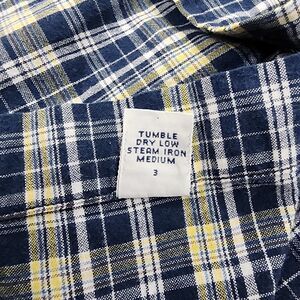 TUMBLE
DRY LOW
STEAM IRON
MEDIUM
3